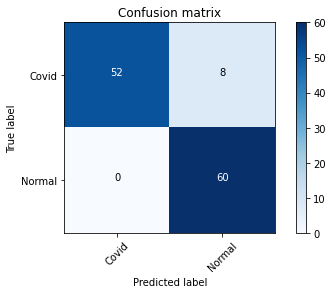 Confusion matrix
Covid
52
8
Normal
0
60
Covid
Normal
True label
Predicted label
60
50
40
30
20
10
0